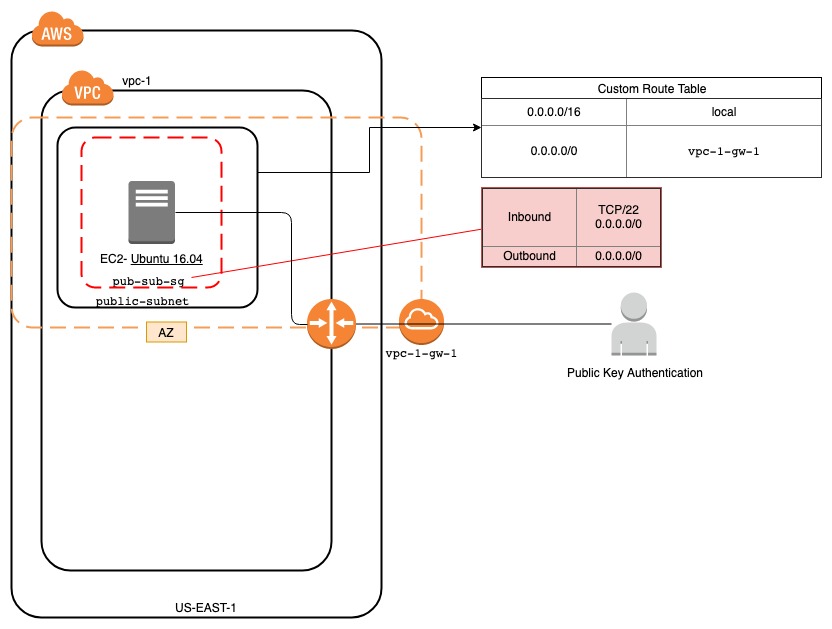 AWS
vpc-1
VPC
Custom Route Table
0.0.0.0/16 local
0.0.0.0/0 vpc-1-gw-1
Inbound TCP/22
0.0.0.0/0
Outbound 0.0.0.0/0
EC2- Ubuntu 16.04
pub-sub-sg
public-subnet
AZ
vpc-1-gw-1
Public Key Authentication
US-EAST-1